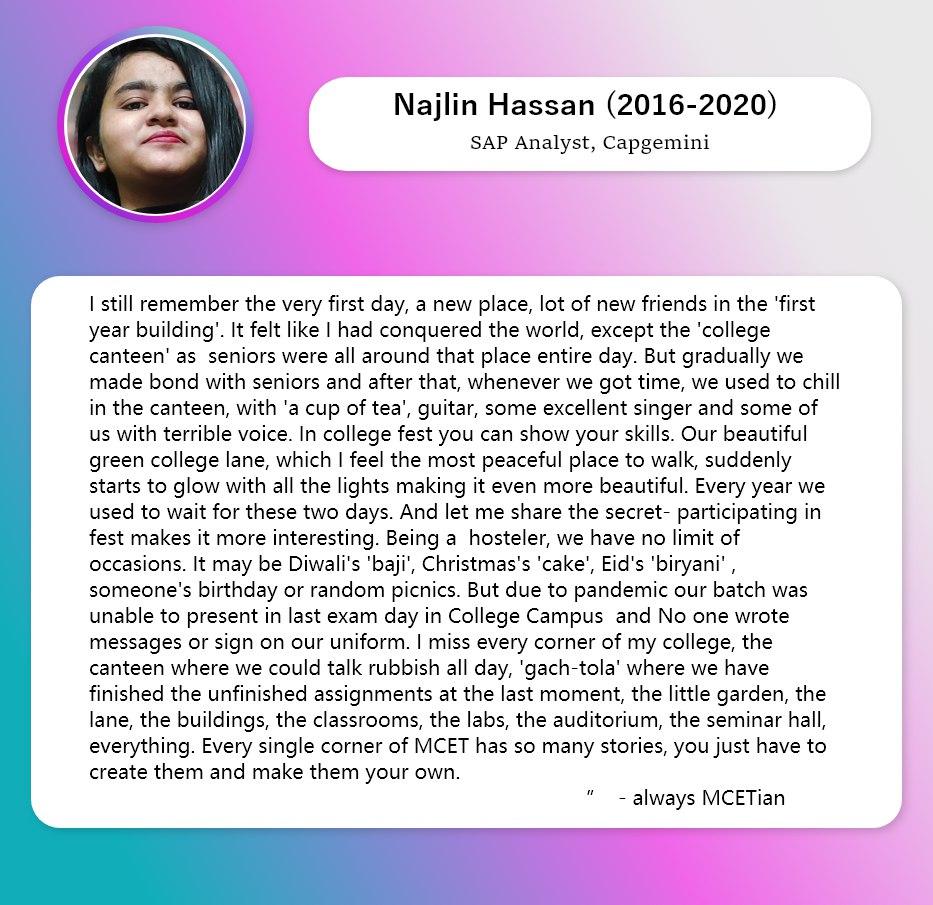 Najlin Hassan (2016-2020)
SAP Analyst, Capgemini
I still remember the very first day, a new place, lot of new friends in the 'first
year building'. It felt like I had conquered the world, except the 'college
canteen' as  seniors were all around that place entire day. But gradually we
made bond with seniors and after that, whenever we got time, we used to chill
in the canteen, with 'a cup of tea', guitar, some excellent singer and some of
us with terrible voice. In college fest you can show your skills. Our beautiful
green college lane, which I feel the most peaceful place to walk, suddenly
starts to glow with all the lights making it even more beautiful. Every year we
used to wait for these two days. And let me share the secret- participating in
fest makes it more interesting. Being a  hosteler, we have no limit of
occasions. It may be Diwali's 'baji', Christmas's 'cake', Eid's 'biryani' ,
someone's birthday or random picnics. But due to pandemic our batch was
unable to present in last exam day in College Campus  and No one wrote
messages or sign on our uniform. I miss every corner of my college, the
canteen where we could talk rubbish all day, 'gach-tola' where we have
finished the unfinished assignments at the last moment, the little garden, the
lane, the buildings, the classrooms, the labs, the auditorium, the seminar hall,
everything. Every single corner of MCET has so many stories, you just have to
create them and make them your own.
" - always MCETian